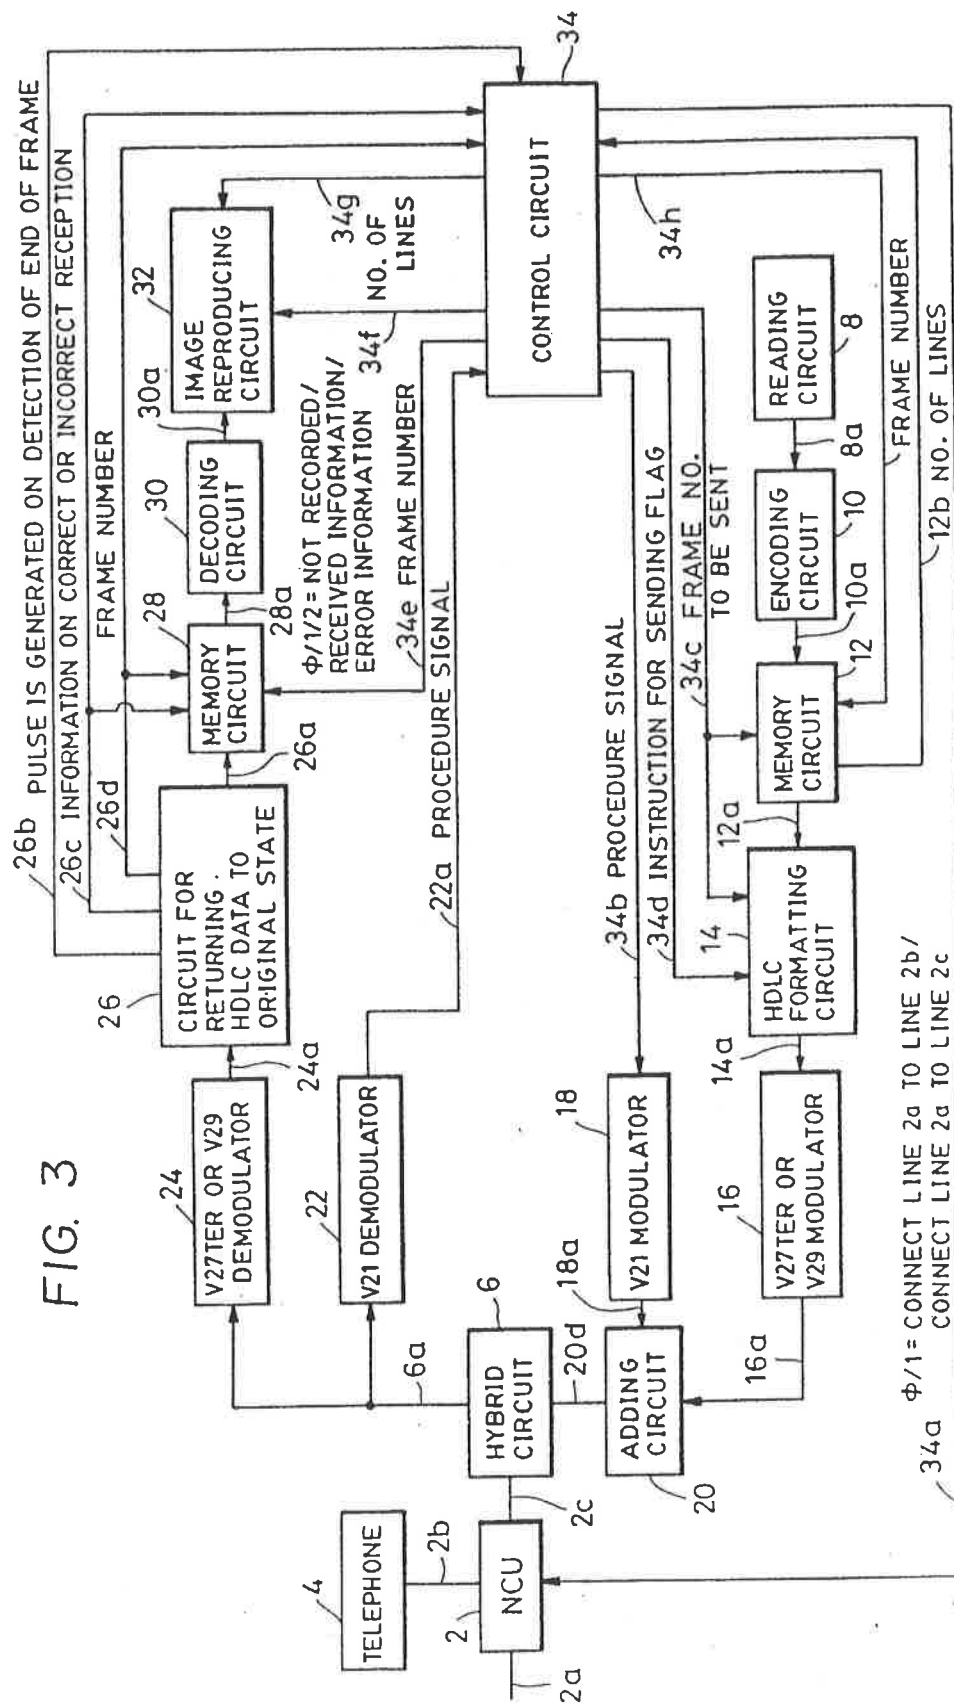 FIG. 3
26b PULSE IS GENERATED ON DETECTION OF END OF FRAME
26c INFORMATION ON CORRECT OR INCORRECT RECEPTION
26d
FRAME NUMBER
24
V27TER OR V29
DEMODULATOR
24a
26
CIRCUIT FOR
RETURNING
HDLC DATA TO
ORIGINAL STATE
26a
28
MEMORY
CIRCUIT
28a
30
DECODING
CIRCUIT
30a
32
IMAGE
REPRODUCING
CIRCUIT
Φ/1/2 = NOT RECORDED/
RECEIVED INFORMATION/
ERROR INFORMATION
34e FRAME NUMBER
34f
NO. OF
LINES
34g
22
V21 DEMODULATOR
22a PROCEDURE SIGNAL
34
CONTROL CIRCUIT
4
TELEPHONE
2b
2
NCU
2a
2c
6
HYBRID
CIRCUIT
6a
20d
ADDING
CIRCUIT
20
18
V21 MODULATOR
18a
34b PROCEDURE SIGNAL
34d INSTRUCTION FOR SENDING FLAG
34c FRAME NO.
TO BE SENT
34h
16
V27TER OR
V29 MODULATOR
16a
14
HDLC
FORMATTING
CIRCUIT
14a
12
MEMORY
CIRCUIT
12a
ENCODING
CIRCUIT
10
10a
READING
CIRCUIT
8
8a
FRAME NUMBER
12b NO. OF LINES
34a Φ/1 = CONNECT LINE 2a TO LINE 2b/
CONNECT LINE 2a TO LINE 2c